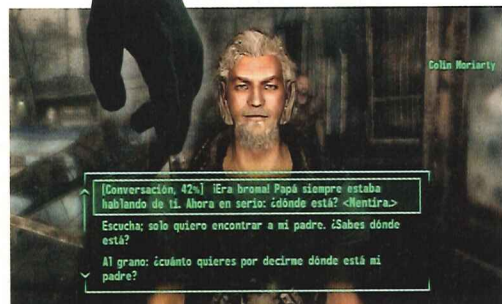 Colin Moriarty
[Conversación, 42%] ¡Era broma! Papá siempre estaba
hablando de ti. Ahora en serio: ¿dónde está? <Mentira.>
Escucha; solo quiero encontrar a mi padre. ¿Sabes dónde
está?
Al grano: ¿cuánto quieres por decirme dónde está mi
padre?